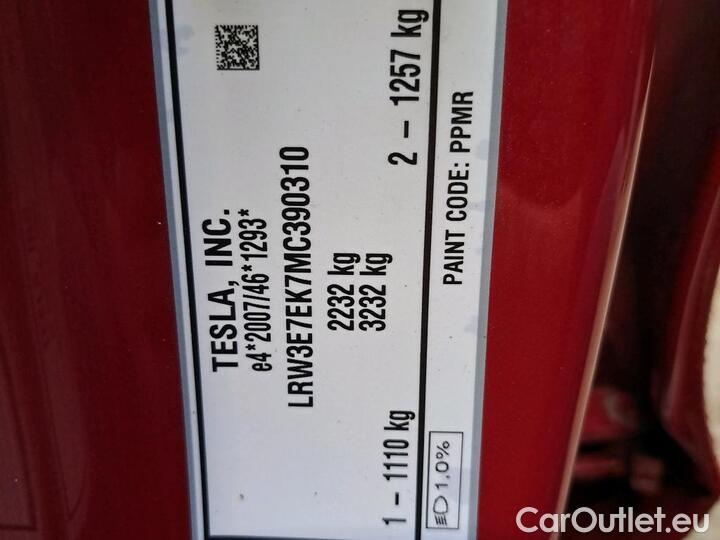 TESLA, INC.
e4*2007/46*1293*
LRW3E7EK7MC390310
2232 kg
3232 kg
1 – 1110 kg
2 – 1257 kg
1.0%
PAINT CODE: PPMR
CarOutlet.eu